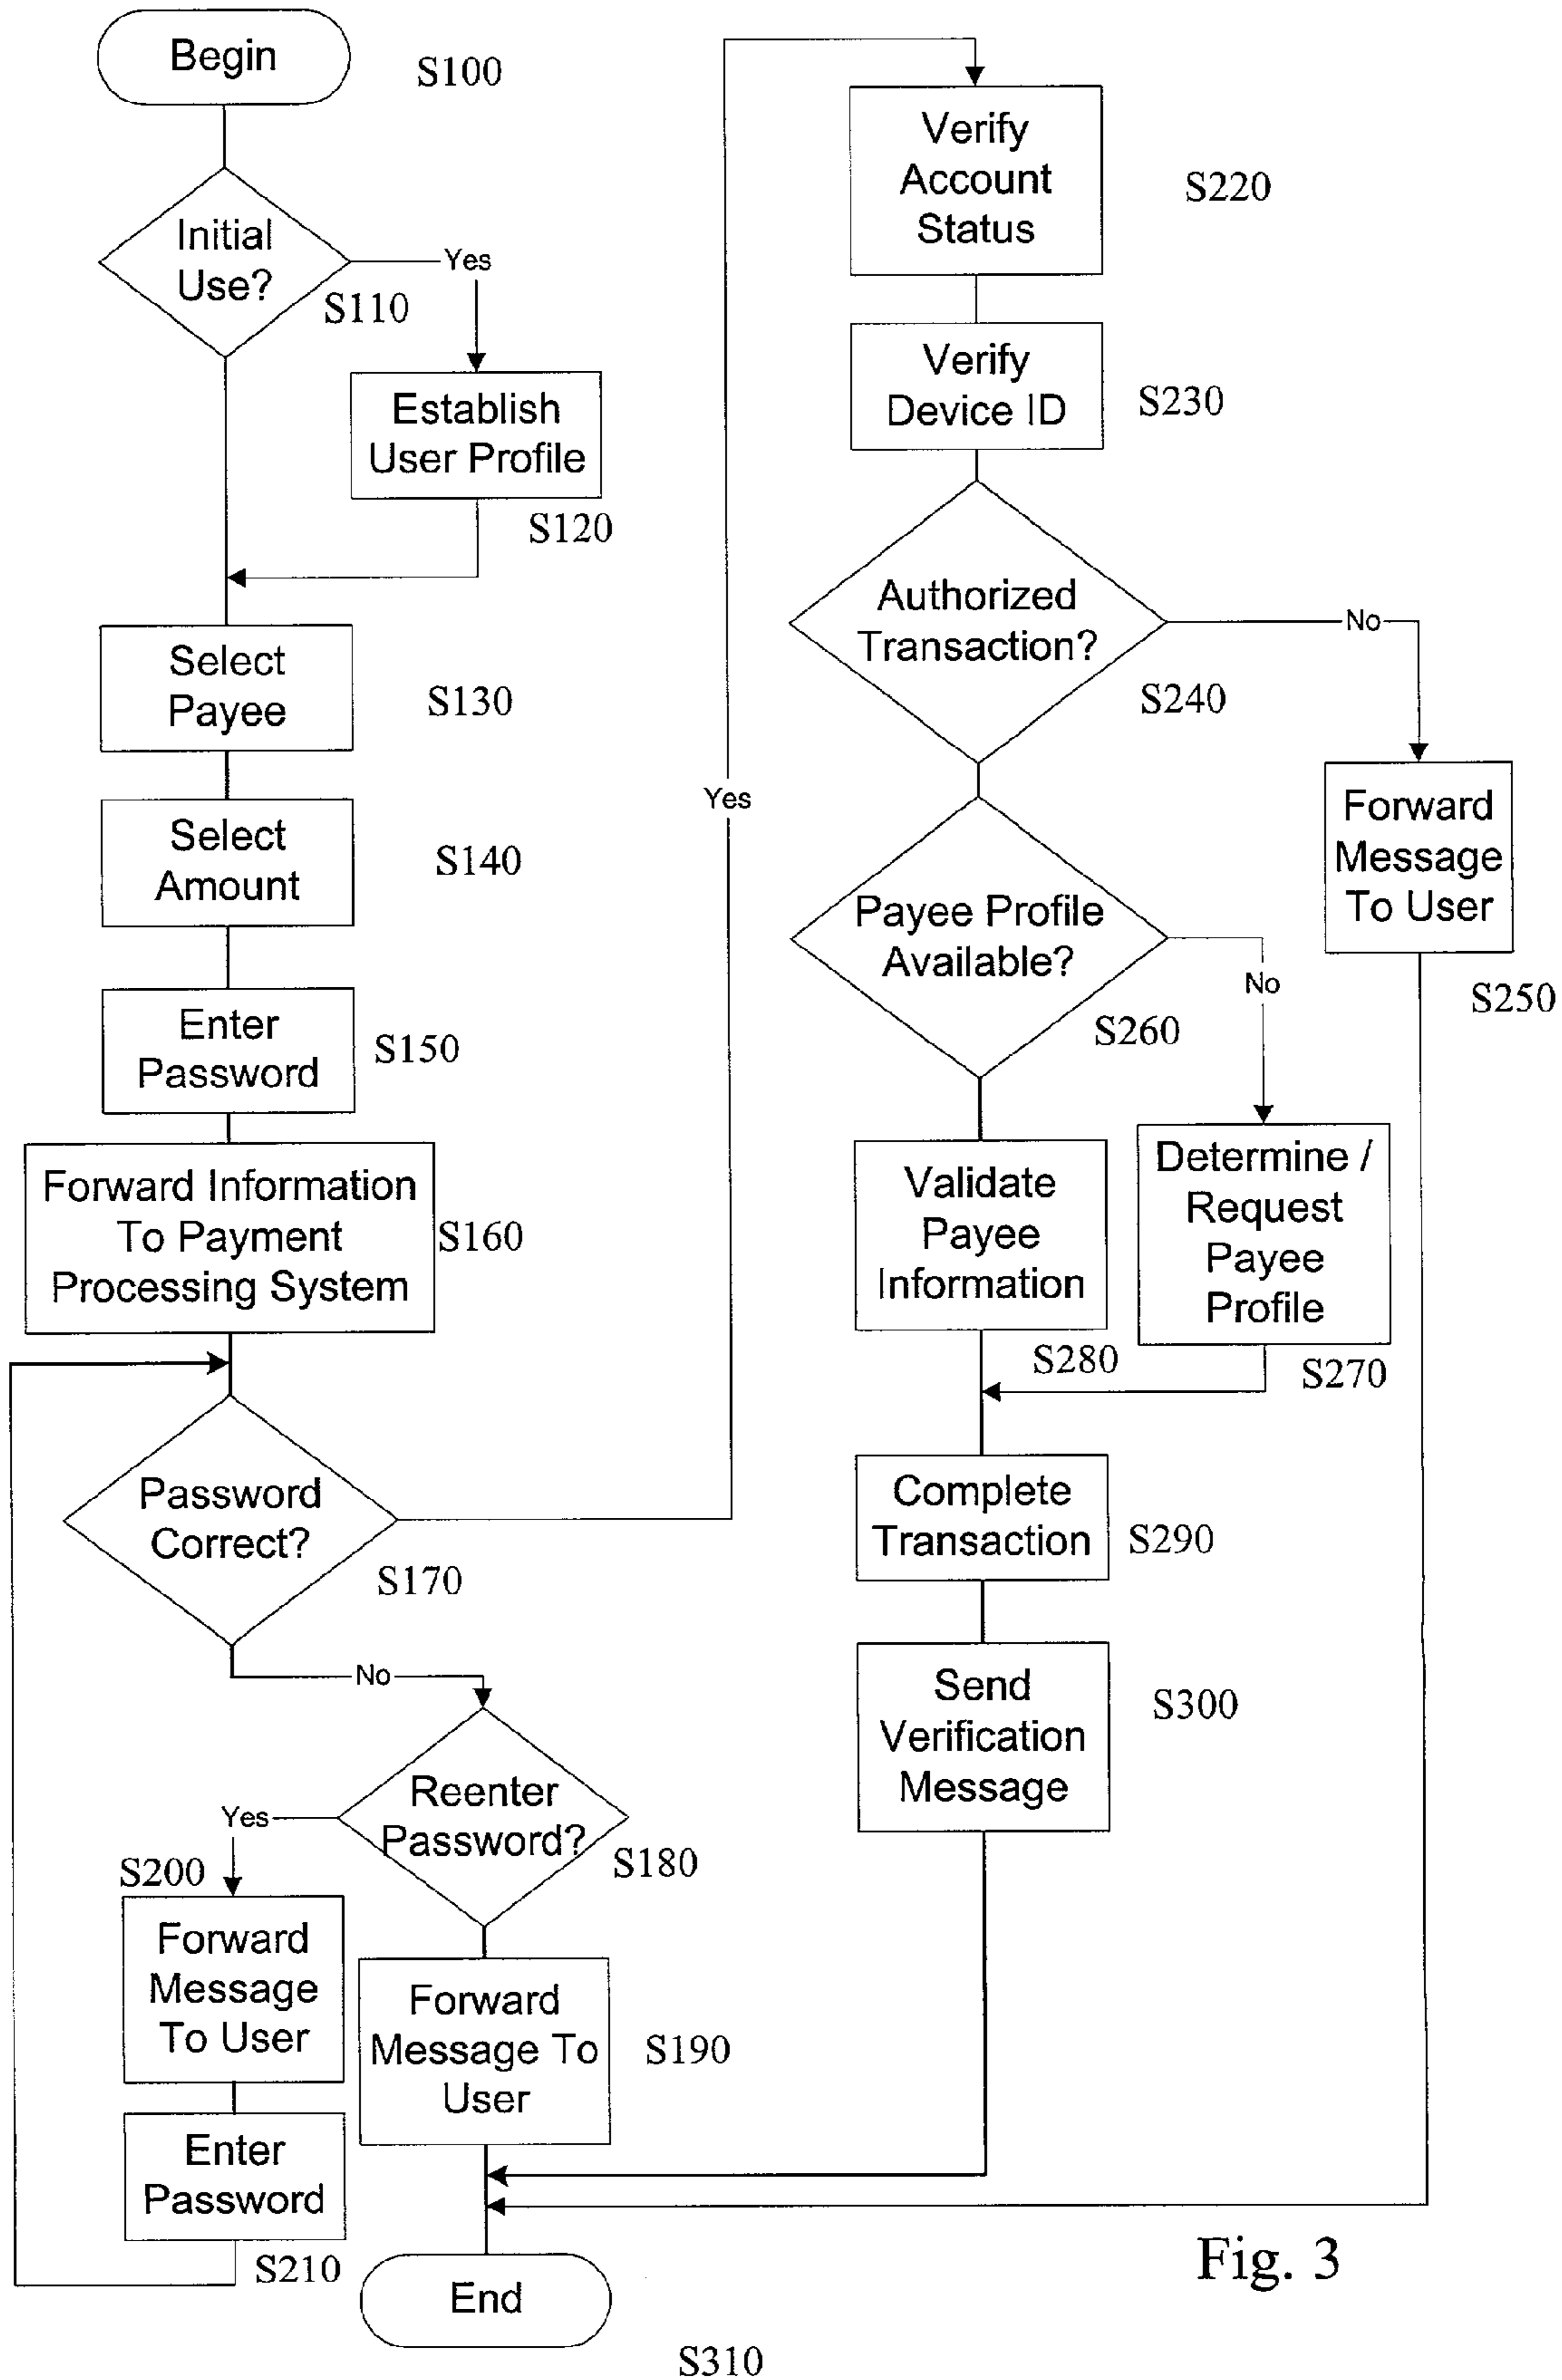 Begin
S100
Initial
Use?
Yes
S110
Establish
User Profile
S120
Select
Payee
S130
Select
Amount
S140
Enter
Password
S150
Forward Information
To Payment
Processing System
S160
Password
Correct?
S170
Yes
No
Reenter
Password?
S180
Yes
S200
Forward
Message
To User
Enter
Password
S210
Forward
Message To
User
S190
End
S310
Verify
Account
Status
S220
Verify
Device ID
S230
Authorized
Transaction?
S240
No
Forward
Message
To User
S250
Payee Profile
Available?
S260
No
Determine /
Request
Payee
Profile
S270
Validate
Payee
Information
S280
Complete
Transaction
S290
Send
Verification
Message
S300
Fig. 3